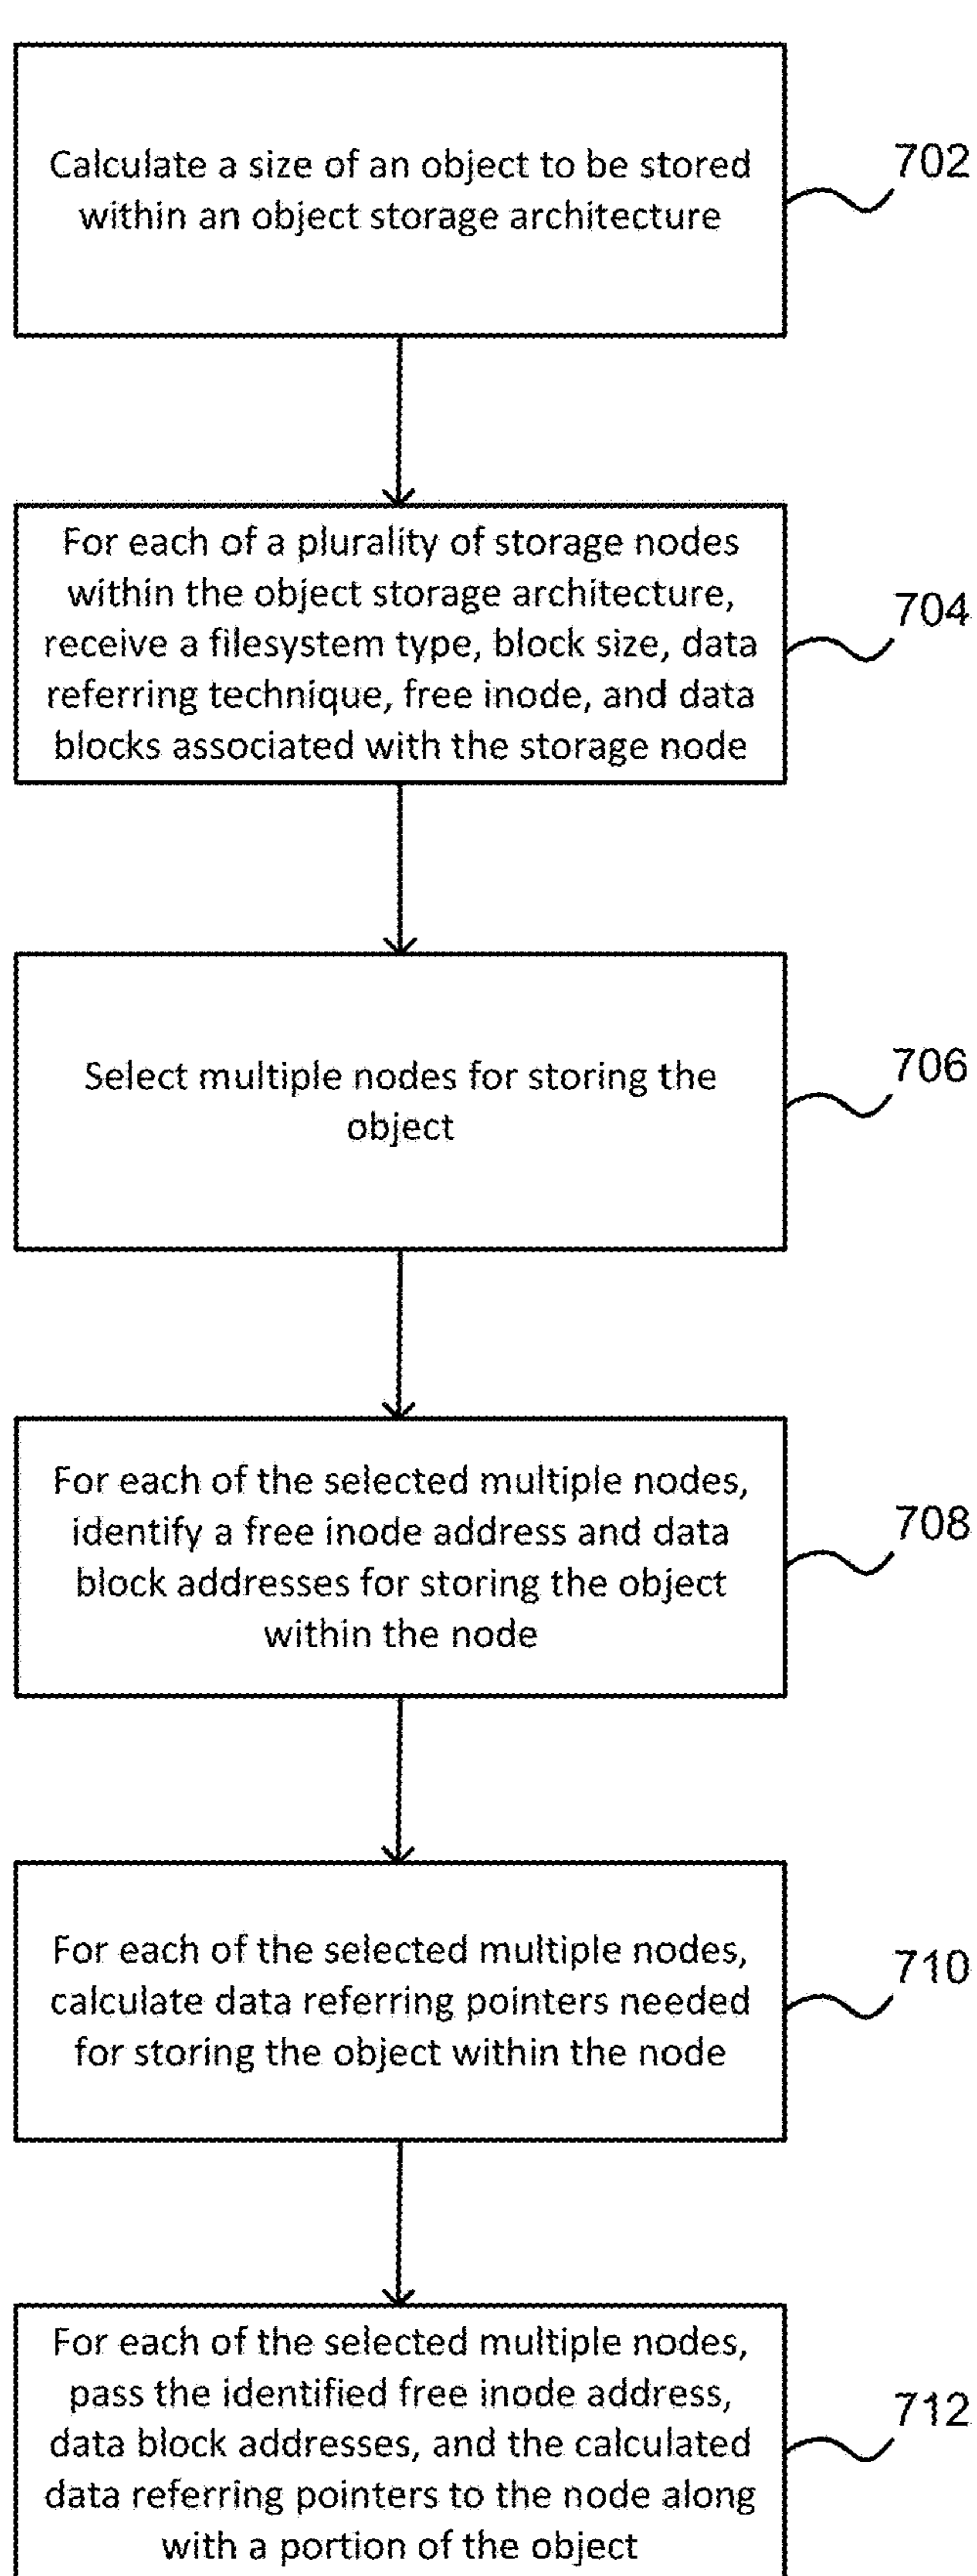 Calculate a size of an object to be stored
within an object storage architecture
702
For each of a plurality of storage nodes
within the object storage architecture,
receive a filesystem type, block size, data
referring technique, free inode, and data
blocks associated with the storage node
704
Select multiple nodes for storing the
object
706
For each of the selected multiple nodes,
identify a free inode address and data
block addresses for storing the object
within the node
708
For each of the selected multiple nodes,
calculate data referring pointers needed
for storing the object within the node
710
For each of the selected multiple nodes,
pass the identified free inode address,
data block addresses, and the calculated
data referring pointers to the node along
with a portion of the object
712